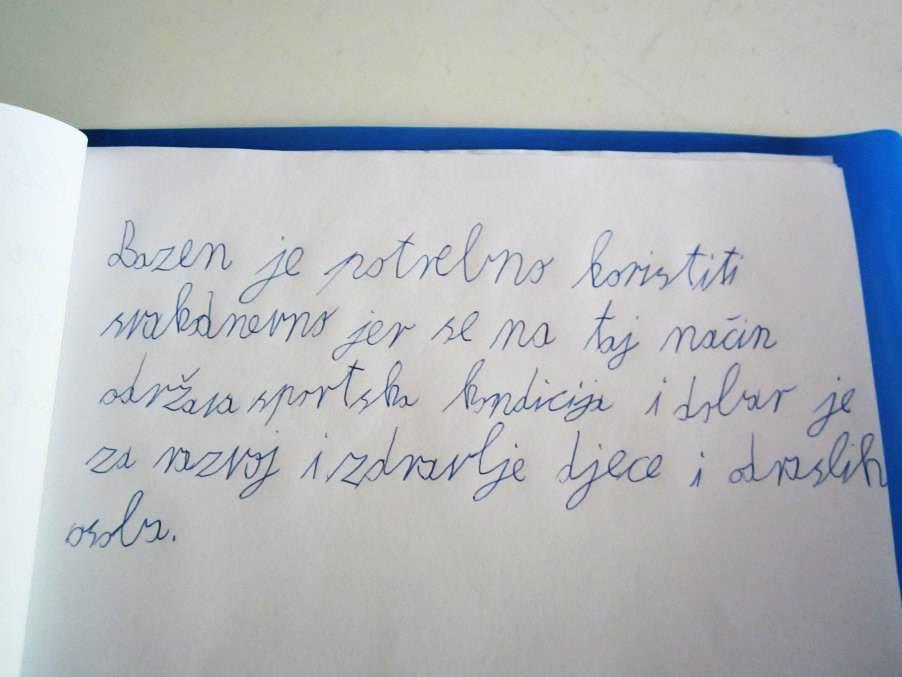 Bazen je potrebno koristiti
svakdnevno jer se na taj način
održava sportska kondicija i dobar je
za razvoj i zdravlje djece i odraslih
osoba.